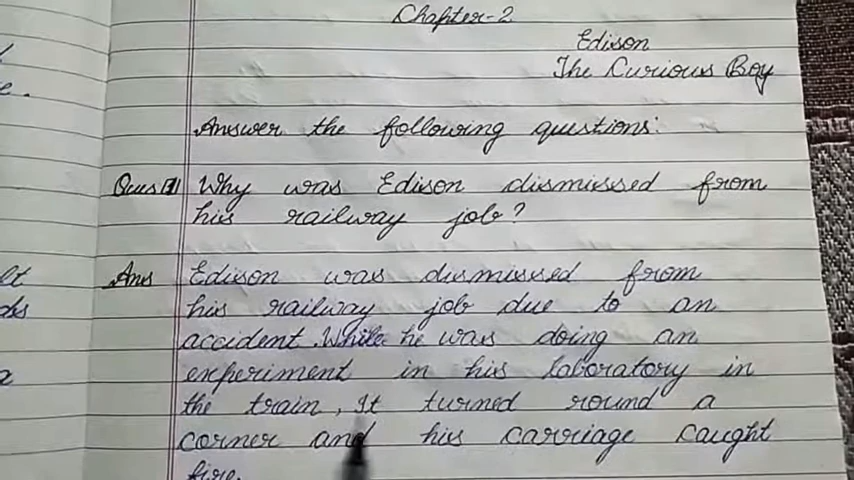 Chapter-2
Edison
The Curious Boy
Answer the following questions:
Ques 1 Why was Edison dismissed from
his railway job?
Ans Edison was dismissed from
his railway job due to an
accident. While he was doing an
experiment in his laboratory in
the train, It turned round a
corner and his carriage caught
fire.